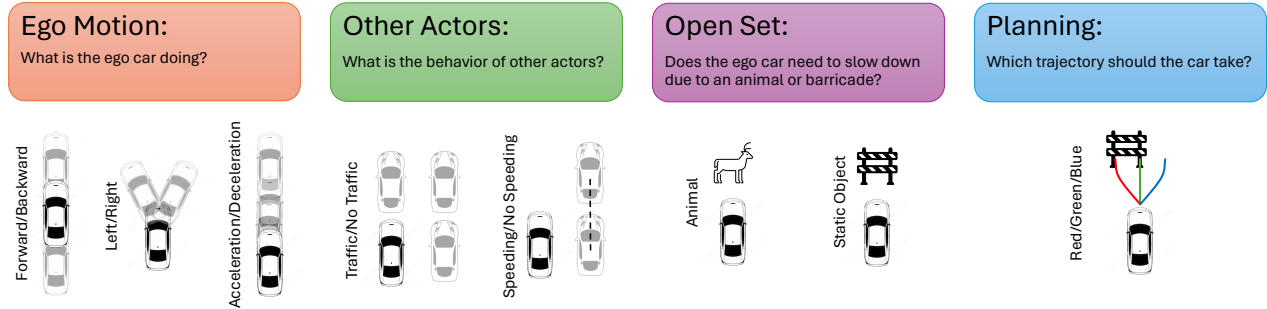 Ego Motion:
What is the ego car doing?
Other Actors:
What is the behavior of other actors?
Open Set:
Does the ego car need to slow down
due to an animal or barricade?
Planning:
Which trajectory should the car take?
Forward/Backward
Left/Right
Acceleration/Deceleration
Traffic/No Traffic
Speeding/No Speeding
Animal
Static Object
Red/Green/Blue